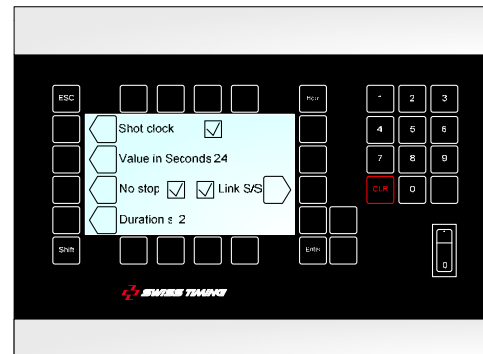 ESC
2 3
Shot clock
4 5 6
Value in Seconds 24
7 8 9
No stop Link S/S
CLR 0
Duration s 2
Shift
Enter
0
SWISS TIMING